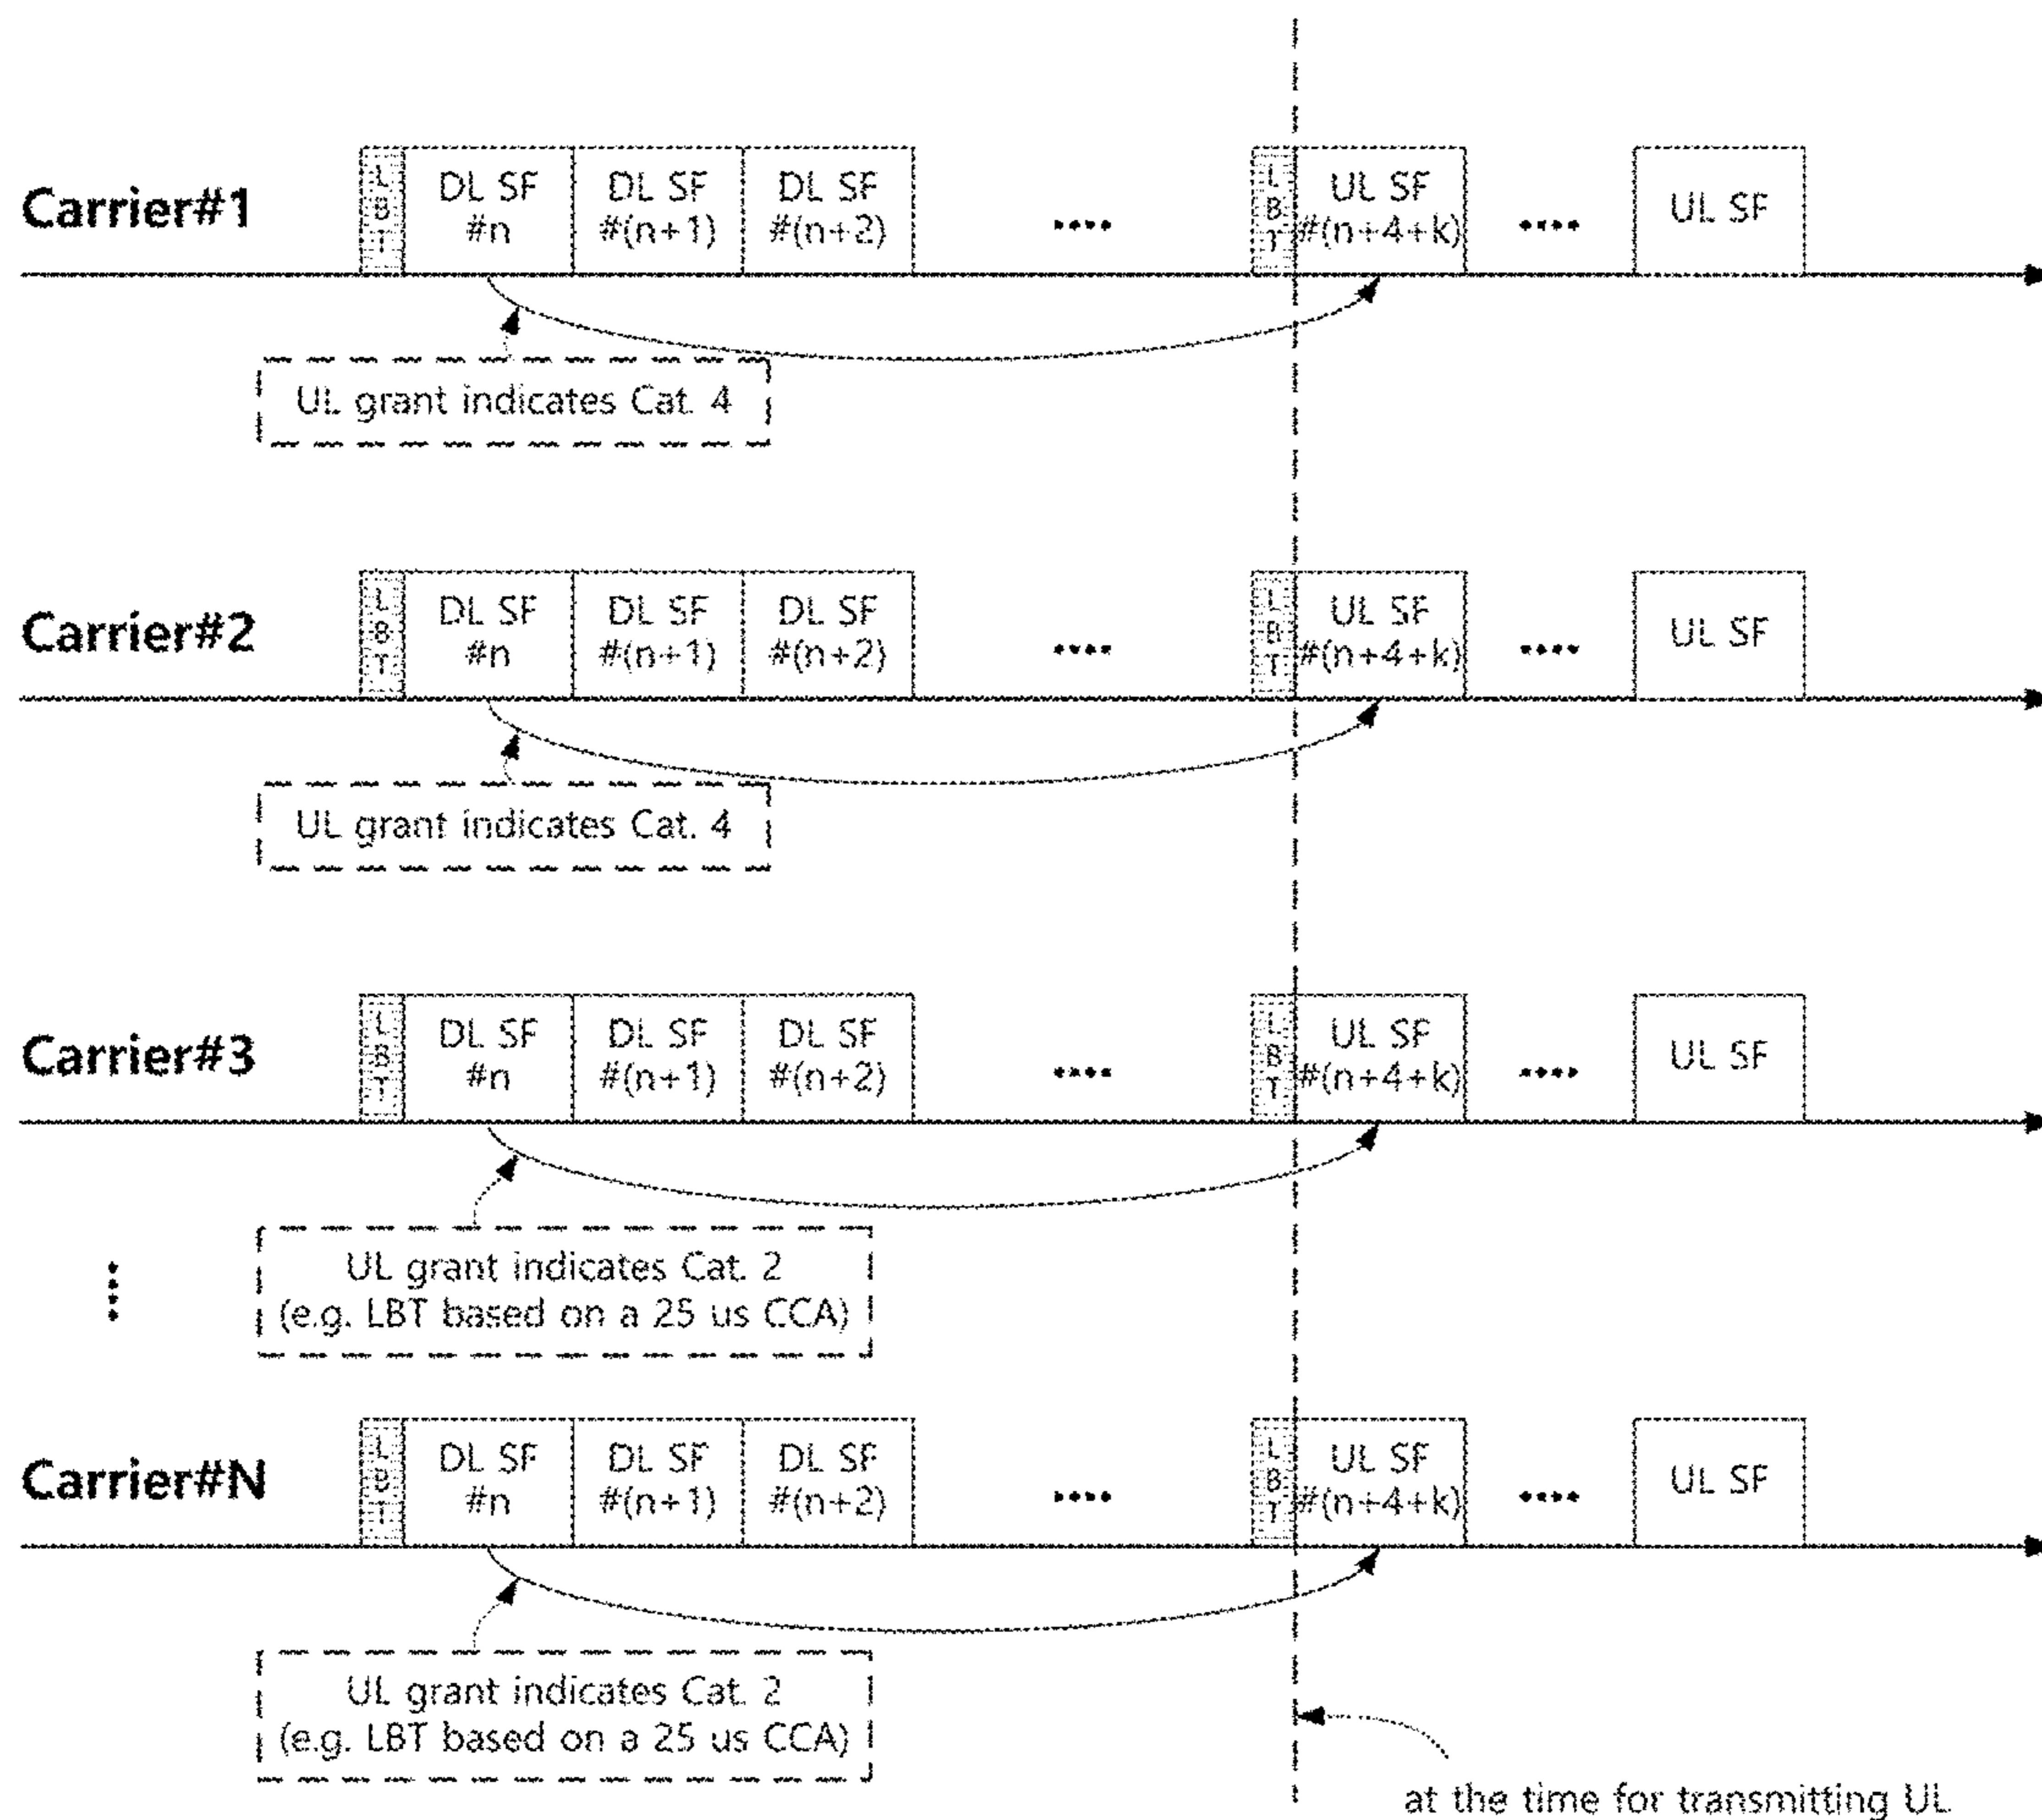 Carrier#1
L
B
T
DL SF
#n
DL SF
#(n+1)
DL SF
#(n+2)
....
L
B
T
UL SF
#(n+4+k)
....
UL SF
UL grant indicates Cat. 4
Carrier#2
L
B
T
DL SF
#n
DL SF
#(n+1)
DL SF
#(n+2)
....
L
B
T
UL SF
#(n+4+k)
....
UL SF
UL grant indicates Cat. 4
Carrier#3
L
B
T
DL SF
#n
DL SF
#(n+1)
DL SF
#(n+2)
....
L
B
T
UL SF
#(n+4+k)
....
UL SF
UL grant indicates Cat. 2
(e.g. LBT based on a 25 us CCA)
Carrier#N
L
B
T
DL SF
#n
DL SF
#(n+1)
DL SF
#(n+2)
....
L
B
T
UL SF
#(n+4+k)
....
UL SF
UL grant indicates Cat. 2
(e.g. LBT based on a 25 us CCA)
at the time for transmitting UL